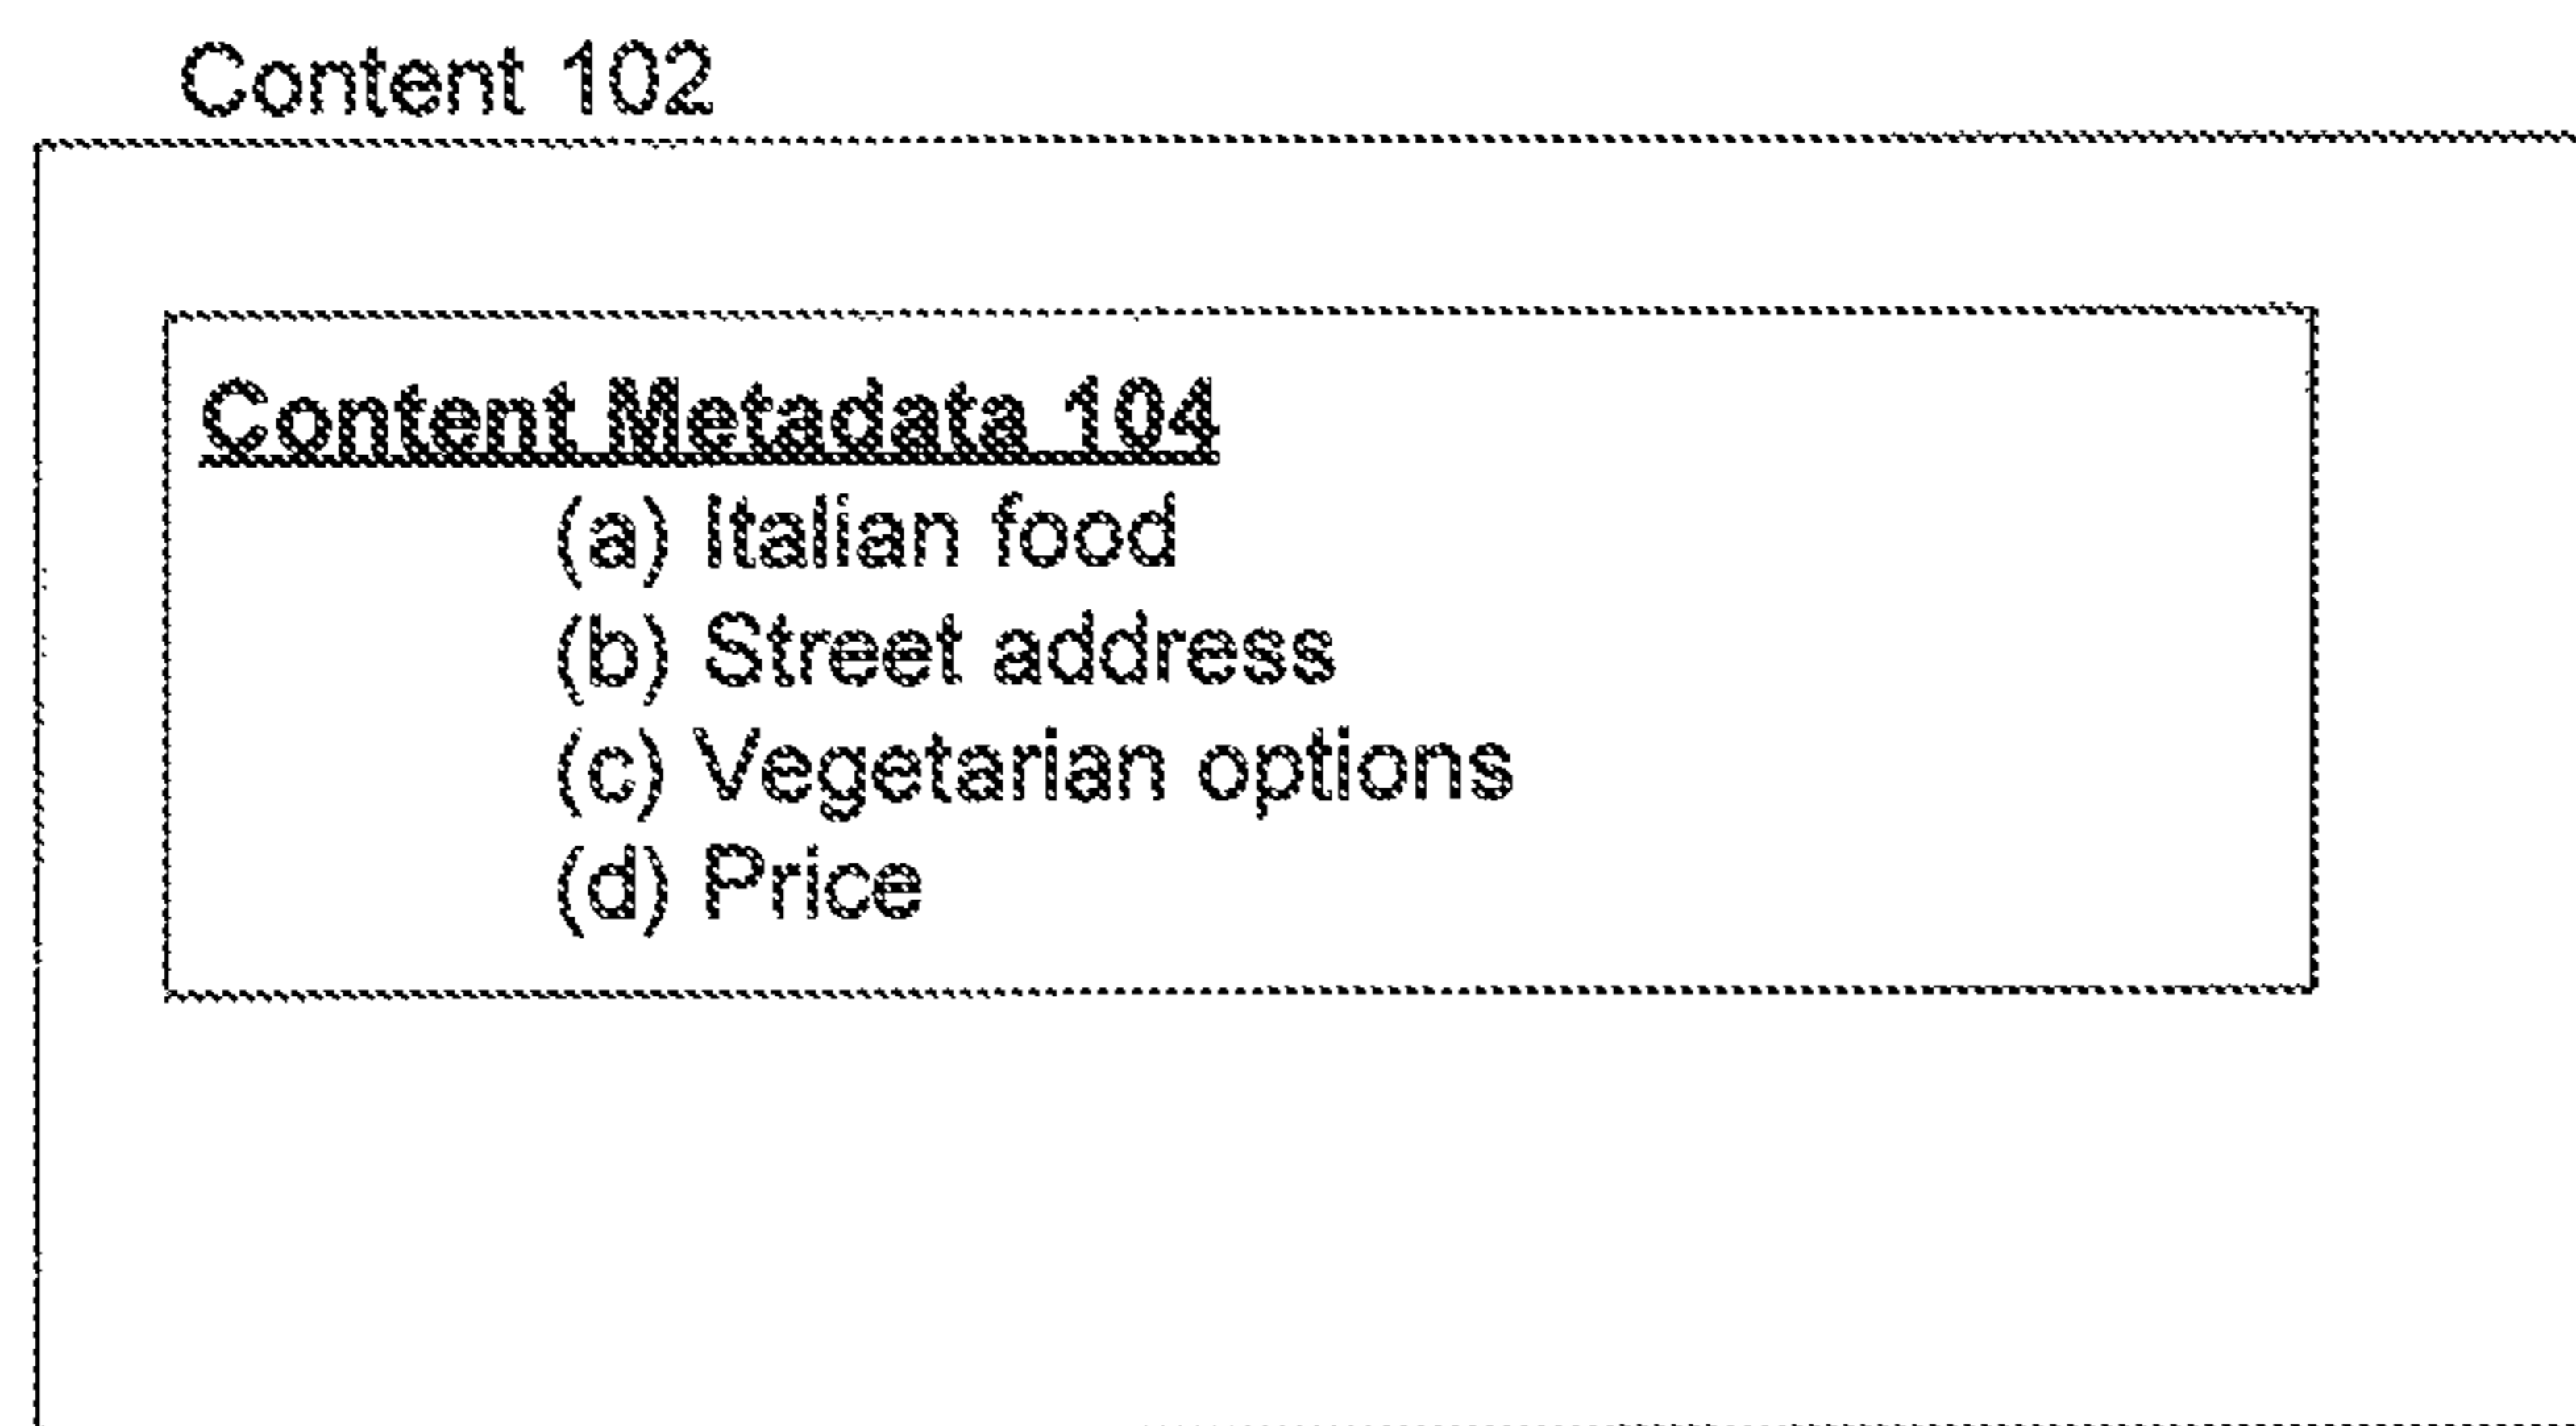 Content 102
Content Metadata 104
(a) Italian food
(b) Street address
(c) Vegetarian options
(d) Price